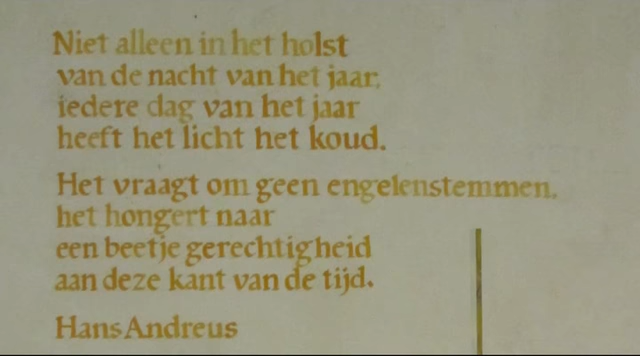 Niet alleen in het holst
van de nacht van het jaar,
iedere dag van het jaar
heeft het licht het koud.
Het vraagt om geen engelenstemmen,
het hongert naar
een beetje gerechtigheid
aan deze kant van de tijd.
Hans Andreus